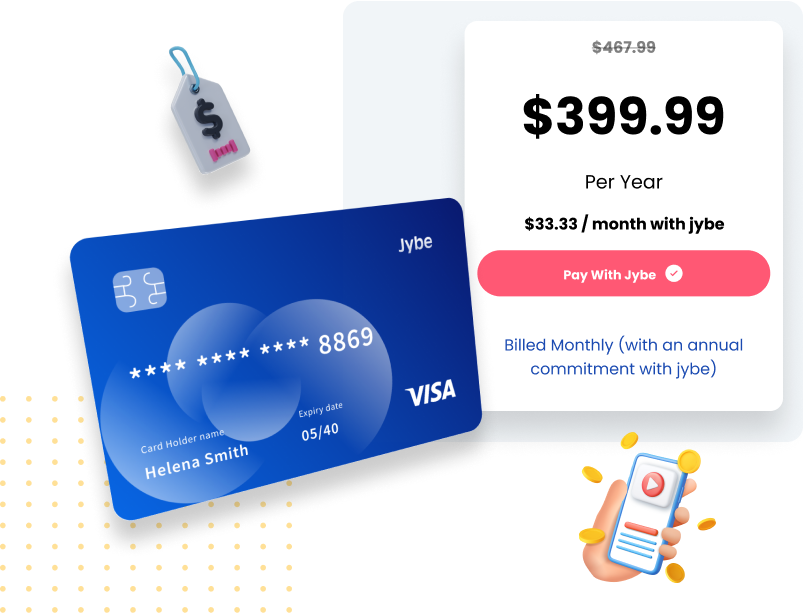 $467.99
$399.99
Per Year
$33.33 / month with jybe
Pay With Jybe
Billed Monthly (with an annual
commitment with jybe)
$
Jybe
**** **** **** 8869
VISA
Card Holder name
Helena Smith
Expiry date
05/40